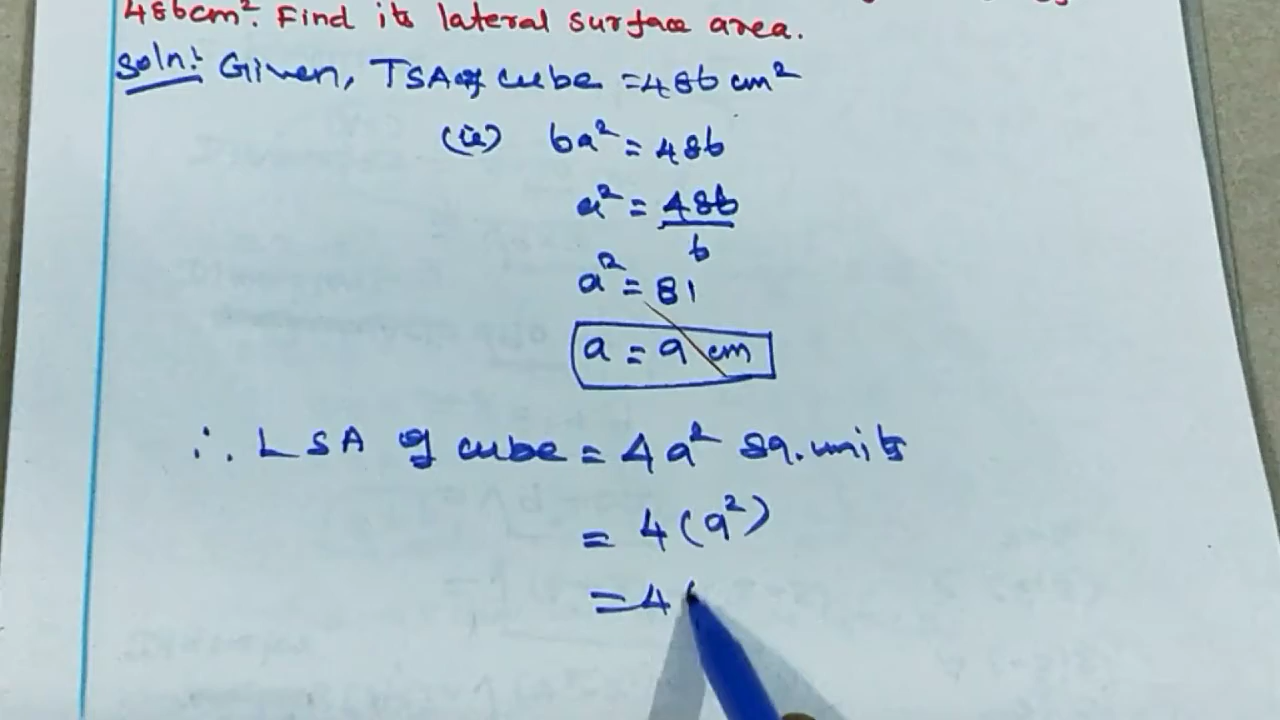 486cm². Find its lateral surface area.
Soln: Given, TSA of cube = 486 cm²
(ie) 6a² = 486
a² = 486
6
a² = 81
a = 9 cm
∴ LSA of cube = 4a² sq. units
= 4(9²)
= 4